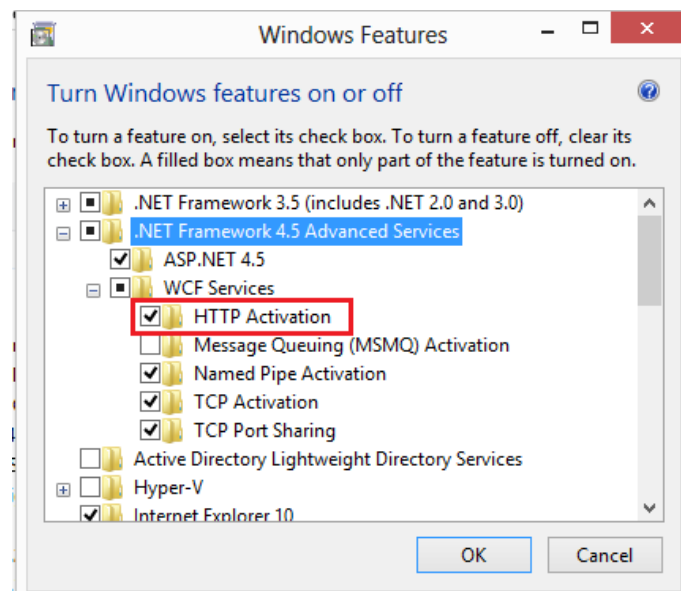 Windows Features
Turn Windows features on or off
To turn a feature on, select its check box. To turn a feature off, clear its
check box. A filled box means that only part of the feature is turned on.
.NET Framework 3.5 (includes .NET 2.0 and 3.0)
.NET Framework 4.5 Advanced Services
ASP.NET 4.5
WCF Services
HTTP Activation
Message Queuing (MSMQ) Activation
Named Pipe Activation
TCP Activation
TCP Port Sharing
Active Directory Lightweight Directory Services
Hyper-V
Internet Explorer 10
OK Cancel